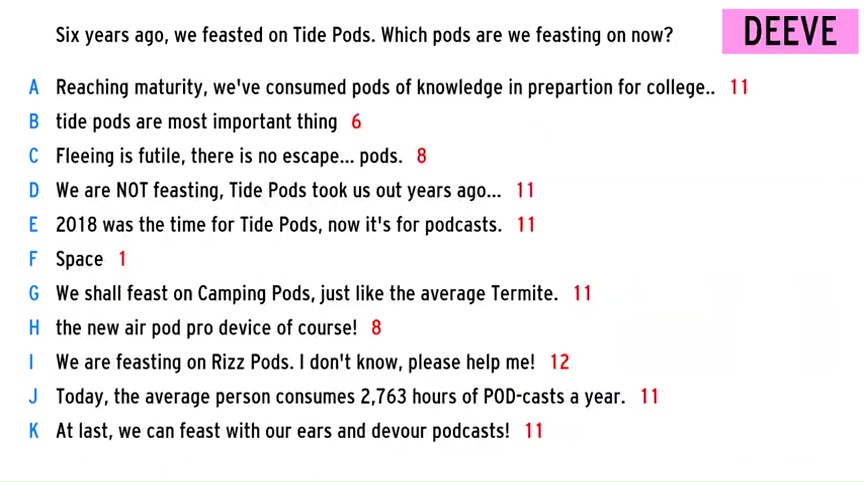 Six years ago, we feasted on Tide Pods. Which pods are we feasting on now?
DEEVE
A Reaching maturity, we've consumed pods of knowledge in prepartion for college.. 11
B tide pods are most important thing 6
C Fleeing is futile, there is no escape... pods. 8
D We are NOT feasting, Tide Pods took us out years ago... 11
E 2018 was the time for Tide Pods, now it's for podcasts. 11
F Space 1
G We shall feast on Camping Pods, just like the average Termite. 11
H the new air pod pro device of course! 8
I We are feasting on Rizz Pods. I don't know, please help me! 12
J Today, the average person consumes 2,763 hours of POD-casts a year. 11
K At last, we can feast with our ears and devour podcasts! 11